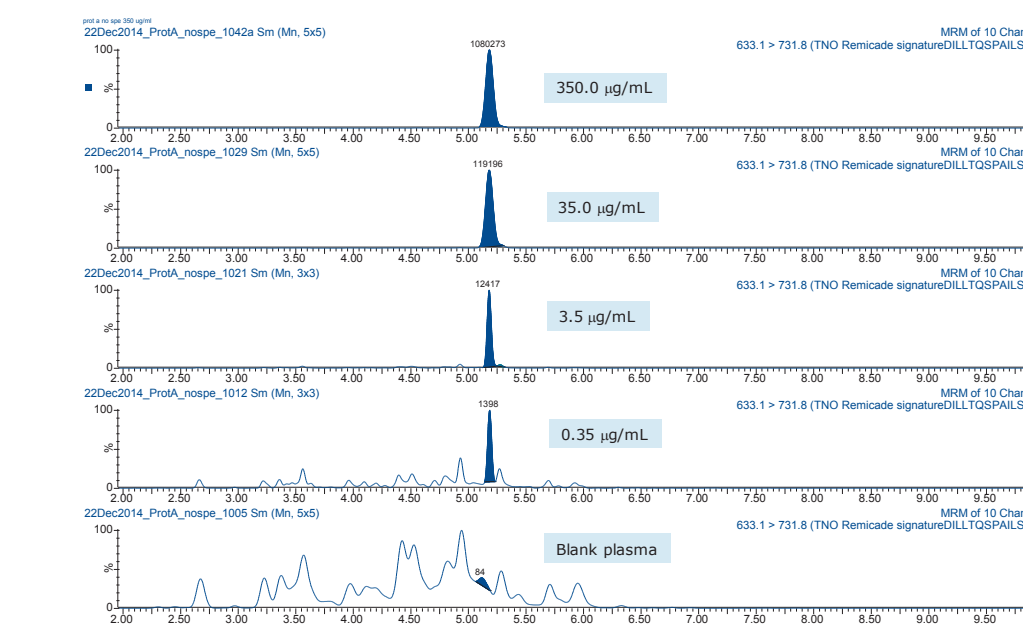 prot a no spe 350 ug/ml
22Dec2014_ProtA_nospe_1042a Sm (Mn, 5x5)
MRM of 10 Chan
633.1 > 731.8 (TNO Remicade signatureDILLTQSPAILS
1080273
100
%
0
350.0 µg/mL
2.00 2.50 3.00 3.50 4.00 4.50 5.00 5.50 6.00 6.50 7.00 7.50 8.00 8.50 9.00 9.50
22Dec2014_ProtA_nospe_1029 Sm (Mn, 5x5)
MRM of 10 Chan
633.1 > 731.8 (TNO Remicade signatureDILLTQSPAILS
119196
100
%
0
35.0 µg/mL
2.00 2.50 3.00 3.50 4.00 4.50 5.00 5.50 6.00 6.50 7.00 7.50 8.00 8.50 9.00 9.50
22Dec2014_ProtA_nospe_1021 Sm (Mn, 3x3)
MRM of 10 Chan
633.1 > 731.8 (TNO Remicade signatureDILLTQSPAILS
12417
100
%
0
3.5 µg/mL
2.00 2.50 3.00 3.50 4.00 4.50 5.00 5.50 6.00 6.50 7.00 7.50 8.00 8.50 9.00 9.50
22Dec2014_ProtA_nospe_1012 Sm (Mn, 3x3)
MRM of 10 Chan
633.1 > 731.8 (TNO Remicade signatureDILLTQSPAILS
1398
100
%
0
0.35 µg/mL
2.00 2.50 3.00 3.50 4.00 4.50 5.00 5.50 6.00 6.50 7.00 7.50 8.00 8.50 9.00 9.50
22Dec2014_ProtA_nospe_1005 Sm (Mn, 5x5)
MRM of 10 Chan
633.1 > 731.8 (TNO Remicade signatureDILLTQSPAILS
100
%
0
Blank plasma
84
2.00 2.50 3.00 3.50 4.00 4.50 5.00 5.50 6.00 6.50 7.00 7.50 8.00 8.50 9.00 9.50